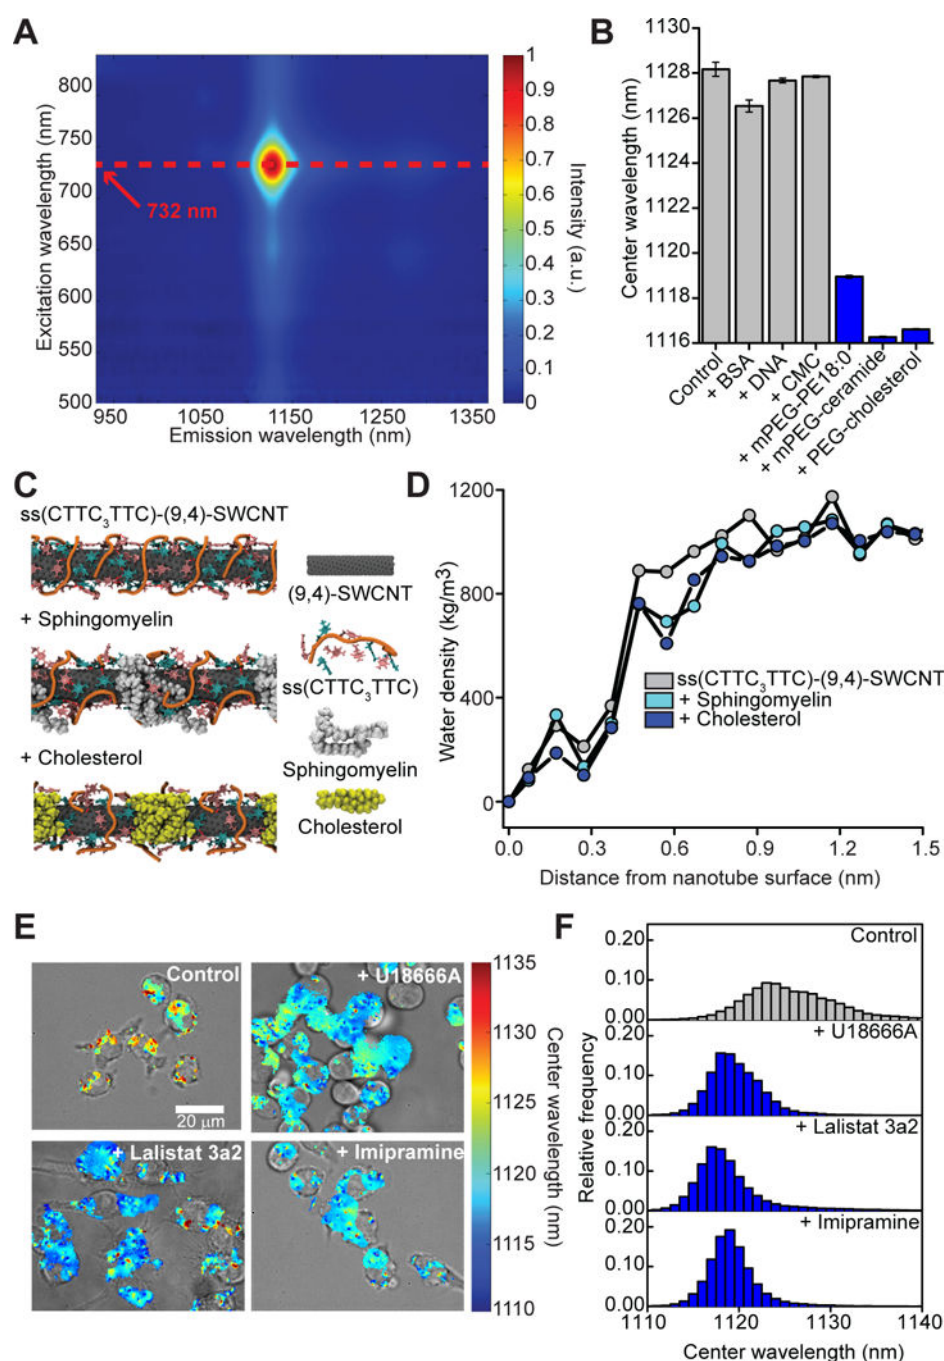 A
Excitation wavelength (nm)
800
750
700
650
600
550
500
732 nm
950
1050
1150
1250
1350
Emission wavelength (nm)
1
0.9
0.8
0.7
0.6
0.5
0.4
0.3
0.2
0.1
0
Intensity (a.u.)
B
Center wavelength (nm)
1130
1128
1126
1124
1122
1120
1118
1116
Control
+ BSA
+ DNA
+ CMC
+ mPEG-PE18:0
+ mPEG-ceramide
+ PEG-cholesterol
C
ss(CTTC3TTC)-(9,4)-SWCNT
+ Sphingomyelin
+ Cholesterol
(9,4)-SWCNT
ss(CTTC3TTC)
Sphingomyelin
Cholesterol
D
Water density (kg/m3)
1200
800
400
0
ss(CTTC3TTC)-(9,4)-SWCNT
+ Sphingomyelin
+ Cholesterol
0.0
0.3
0.6
0.9
1.2
1.5
Distance from nanotube surface (nm)
E
Control
20 μm
+ U18666A
+ Lalistat 3a2
+ Imipramine
1135
1130
1125
1120
1115
1110
Center wavelength (nm)
F
Relative frequency
0.20
0.10
0.00
Control
0.20
0.10
0.00
+ U18666A
0.20
0.10
0.00
+ Lalistat 3a2
0.20
0.10
0.00
+ Imipramine
1110
1120
1130
1140
Center wavelength (nm)